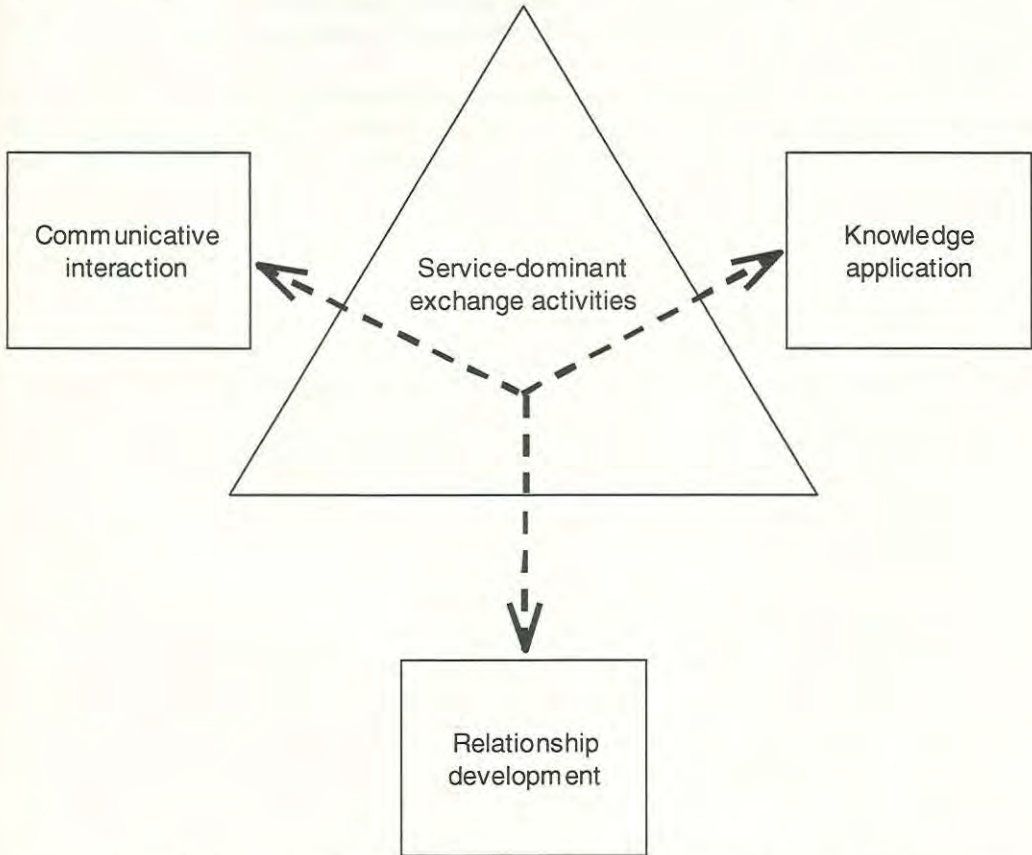 Communicative
interaction
Service-dominant
exchange activities
Knowledge
application
Relationship
development